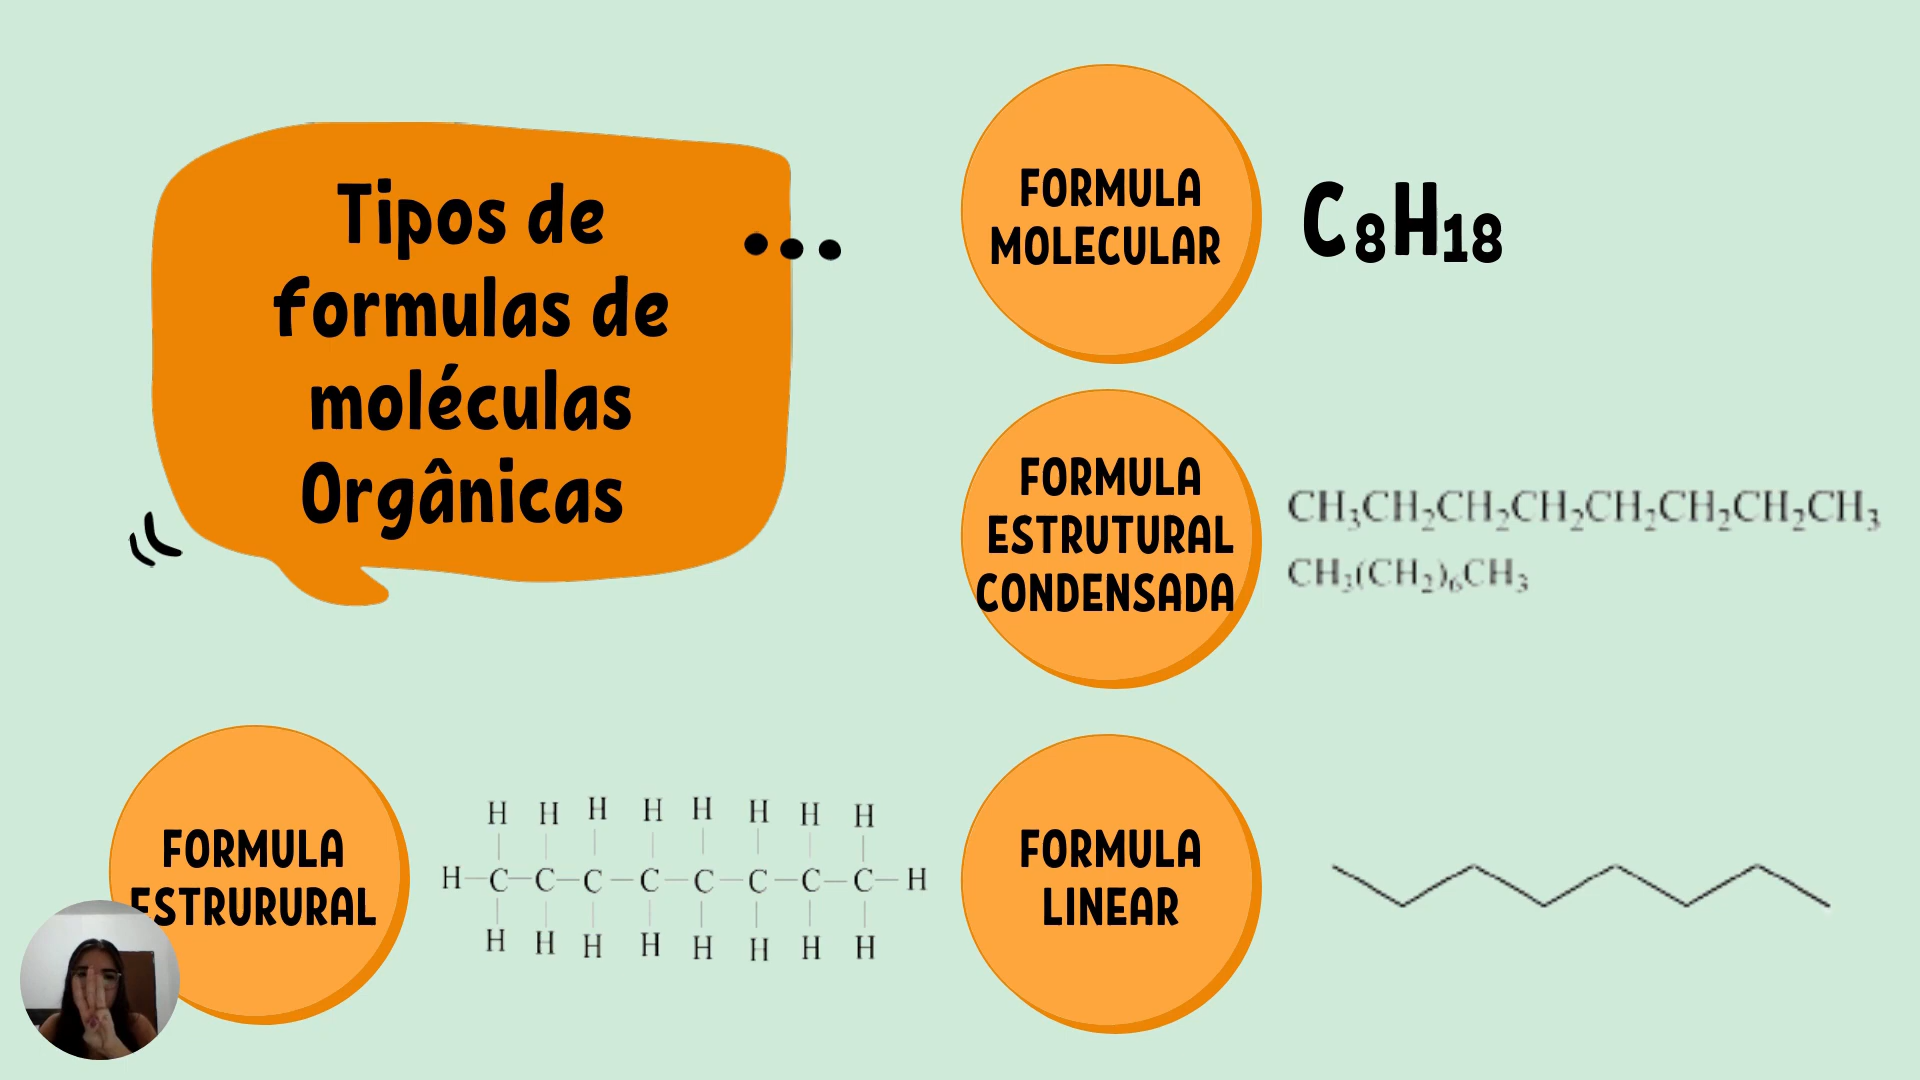 Tipos de
formulas de
moléculas
Orgânicas
FORMULA
MOLECULAR
C₈H₁₈
FORMULA
ESTRUTURAL
CONDENSADA
CH₃CH₂CH₂CH₂CH₂CH₂CH₂CH₃
CH₃(CH₂)₆CH₃
FORMULA
ESTRURURAL
H H H H H H H H
H—C—C—C—C—C—C—C—C—H
H H H H H H H H
FORMULA
LINEAR